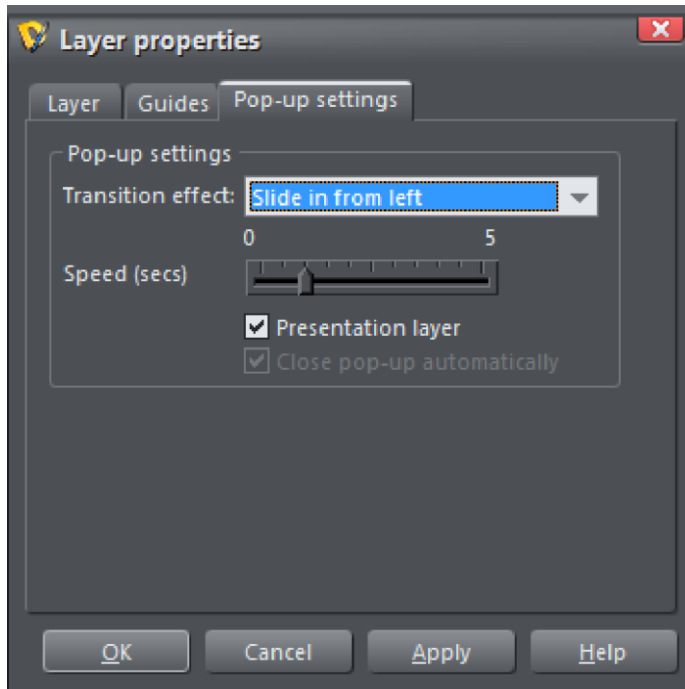 Layer properties
Layer Guides Pop-up settings
Pop-up settings
Transition effect: Slide in from left
0 5
Speed (secs)
Presentation layer
Close pop-up automatically
OK Cancel Apply Help